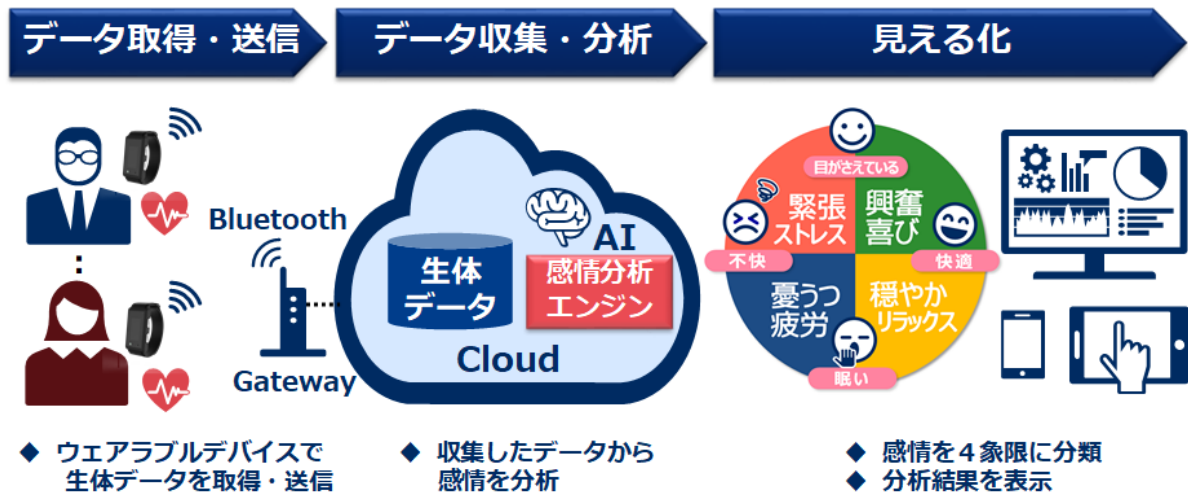 データ取得・送信
データ収集・分析
見える化
Bluetooth
Gateway
生体
データ
AI
感情分析
エンジン
Cloud
目がさえている
緊張
ストレス
興奮
喜び
不快
快適
憂うつ
疲労
穏やか
リラックス
眠い
◆ ウェアラブルデバイスで
生体データを取得・送信
◆ 収集したデータから
感情を分析
◆ 感情を４象限に分類
◆ 分析結果を表示